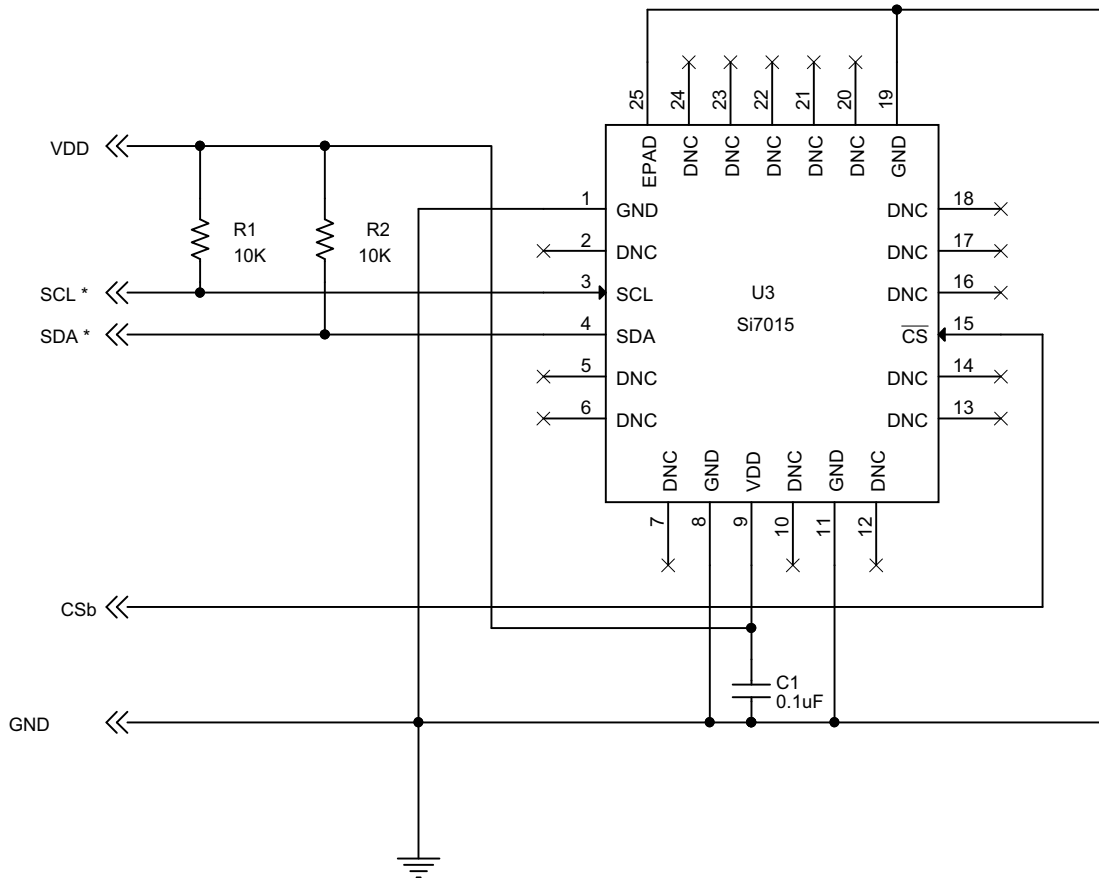 25
24
23
22
21
20
19
EPAD
DNC
DNC
DNC
DNC
DNC
GND
VDD
R1
10K
R2
10K
SCL *
SDA *
1
GND
2
DNC
3
SCL
4
SDA
5
DNC
6
DNC
U3
Si7015
DNC
18
DNC
17
DNC
16
CS
15
DNC
14
DNC
13
DNC
GND
VDD
DNC
GND
DNC
7
8
9
10
11
12
CSb
C1
0.1uF
GND